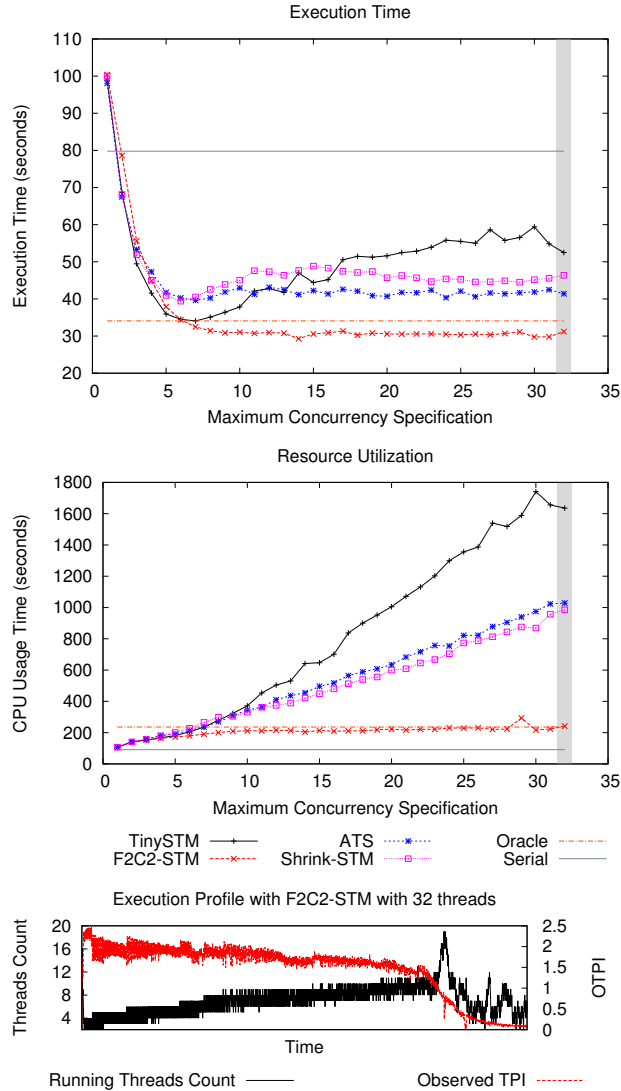 Execution Time
110
100
90
80
70
60
50
40
30
20
Execution Time (seconds)
0 5 10 15 20 25 30 35
Maximum Concurrency Specification
Resource Utilization
1800
1600
1400
1200
1000
800
600
400
200
0
CPU Usage Time (seconds)
0 5 10 15 20 25 30 35
Maximum Concurrency Specification
TinySTM ATS Oracle
F2C2-STM Shrink-STM Serial
Execution Profile with F2C2-STM with 32 threads
20 2.5
16 2
12 1.5
8 1
4 0.5
0
Threads Count
OTPI
Time
Running Threads Count Observed TPI